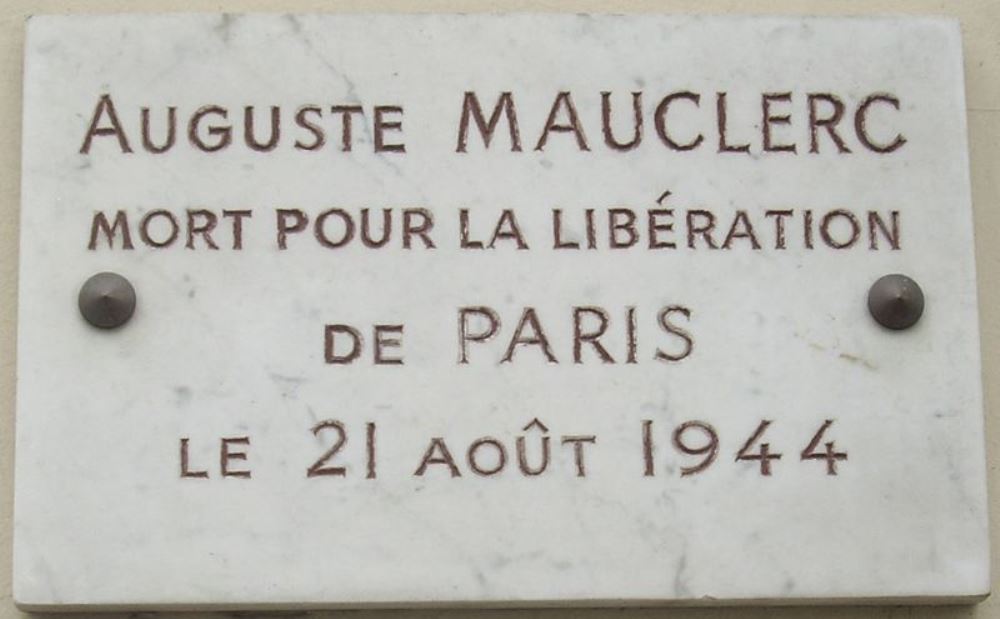 AUGUSTE MAUCLERC
MORT POUR LA LIBÉRATION
DE PARIS
LE 21 AOÛT 1944